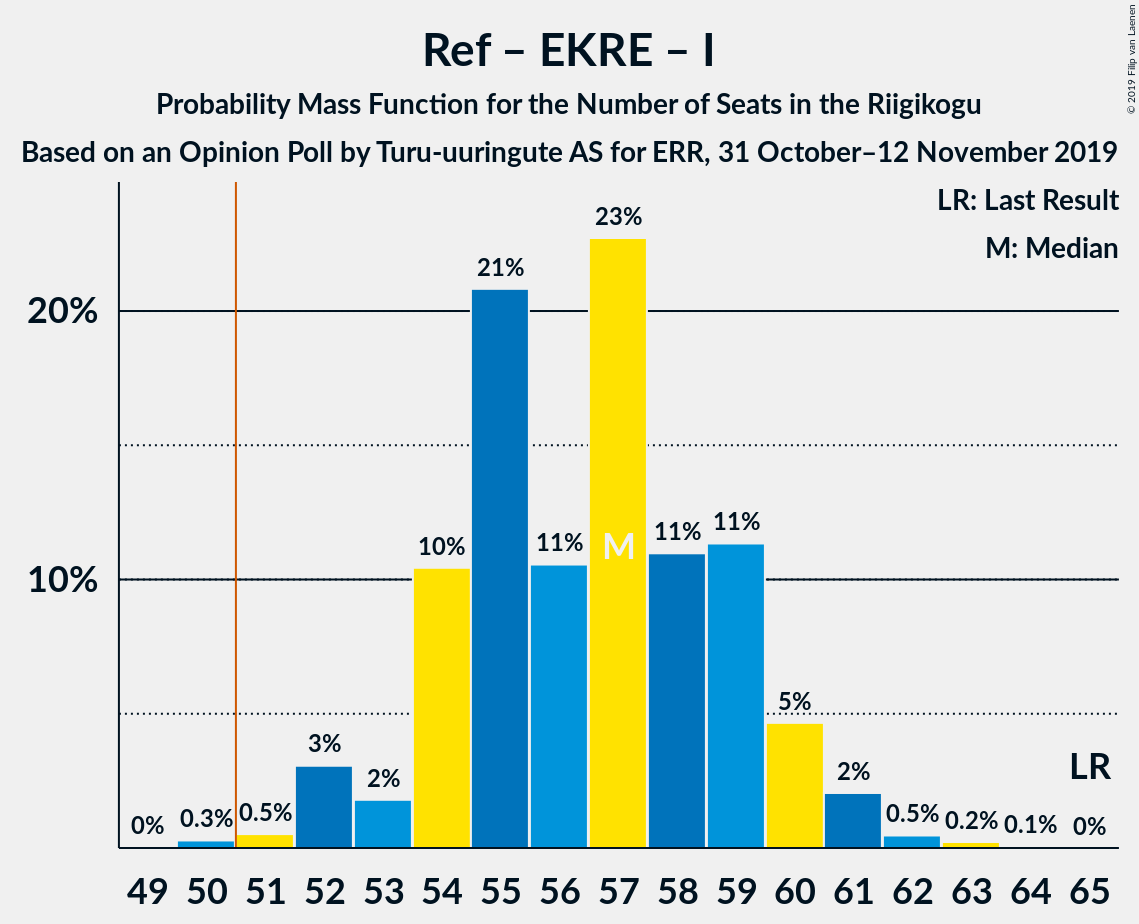 Ref – EKRE – I
Probability Mass Function for the Number of Seats in the Riigikogu
Based on an Opinion Poll by Turu-uuringute AS for ERR, 31 October–12 November 2019
© 2019 Filip van Laenen
LR: Last Result
M: Median
20%
10%
0%
0.3%
0.5%
3%
2%
10%
21%
11%
23%
M
11%
11%
5%
2%
0.5%
0.2%
0.1%
0%
LR
49 50 51 52 53 54 55 56 57 58 59 60 61 62 63 64 65